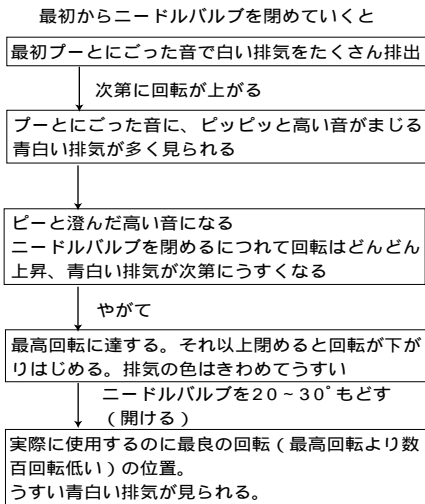 最初からニードルバルブを閉めていくと
最初プーとにごった音で白い排気をたくさん排出
次第に回転が上がる
プーとにごった音に、ピッピッと高い音がまじる
青白い排気が多く見られる
ピーと澄んだ高い音になる
ニードルバルブを閉めるにつれて回転はどんどん
上昇、青白い排気が次第にうすくなる
やがて
最高回転に達する。それ以上閉めると回転が下が
りはじめる。排気の色はきわめてうすい
ニードルバルブを20~30°もどす
(開ける)
実際に使用するのに最良の回転(最高回転より数
百回転低い)の位置。
うすい青白い排気が見られる。